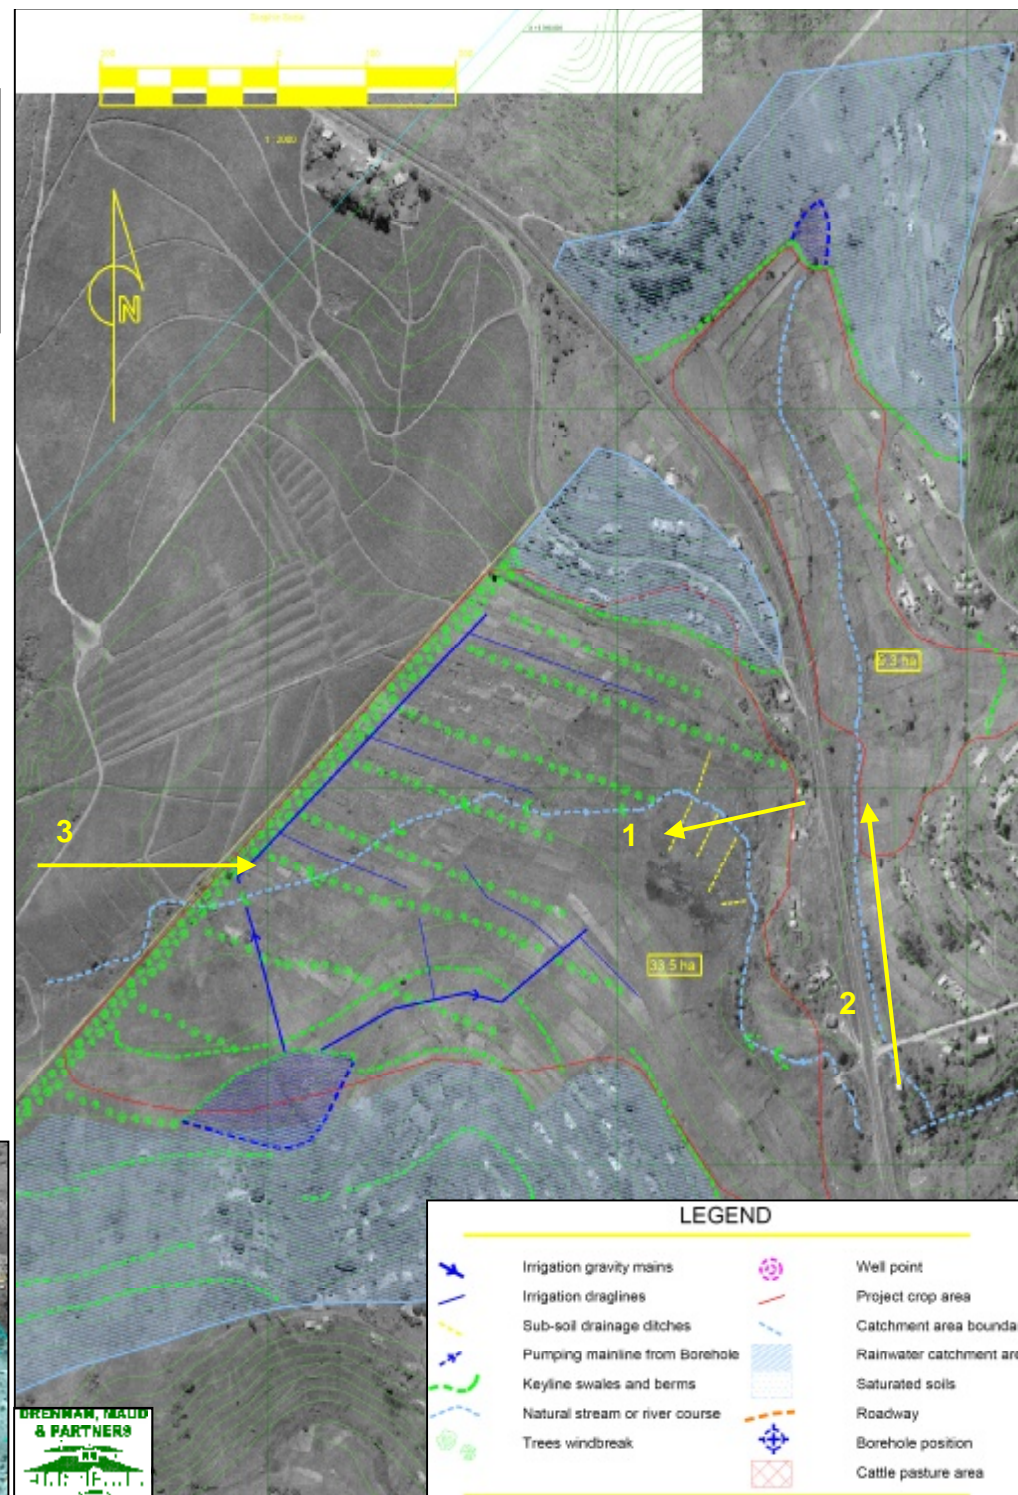 1 : 2000
N
9.3 ha
3
1
33.5 ha
2
LEGEND
Irrigation gravity mains
Irrigation draglines
Sub-soil drainage ditches
Pumping mainline from Borehole
Keyline swales and berms
Natural stream or river course
Trees windbreak
Well point
Project crop area
Catchment area bounda
Rainwater catchment are
Saturated soils
Roadway
Borehole position
Cattle pasture area
DRENNAN, MAUD
& PARTNERS